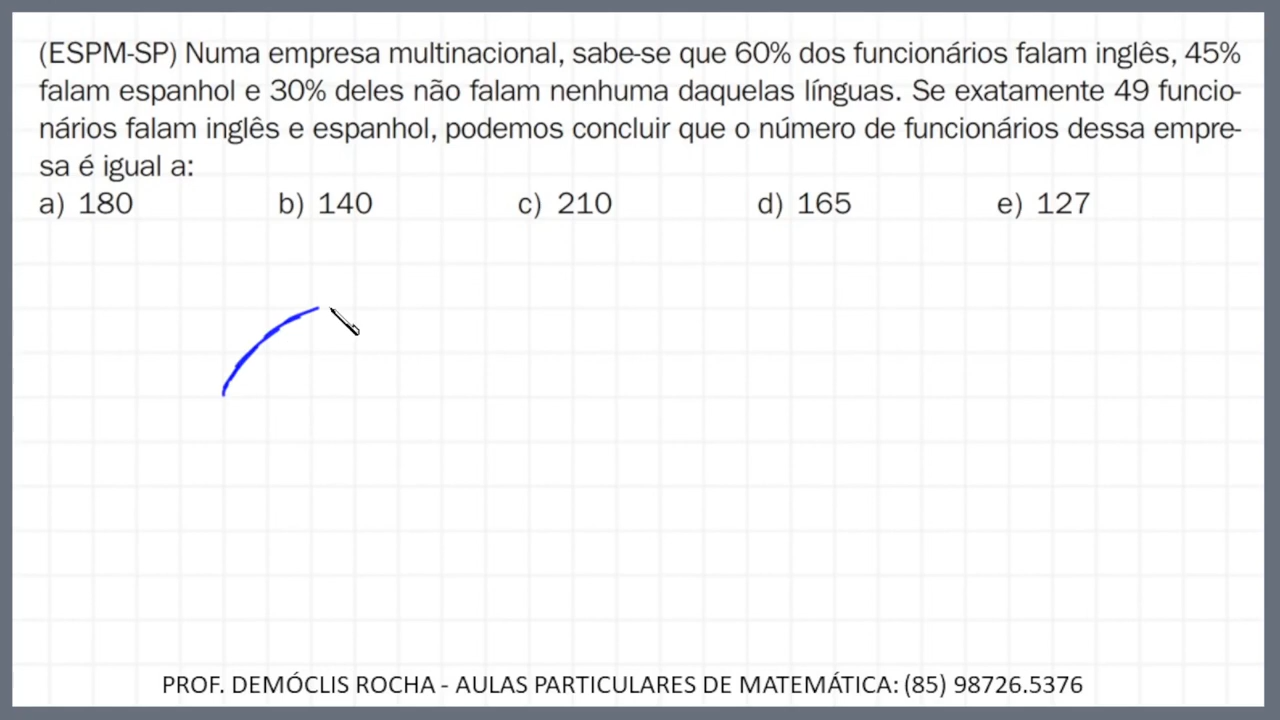 (ESPM-SP) Numa empresa multinacional, sabe-se que 60% dos funcionários falam inglês, 45%
falam espanhol e 30% deles não falam nenhuma daquelas línguas. Se exatamente 49 funcio-
nários falam inglês e espanhol, podemos concluir que o número de funcionários dessa empre-
sa é igual a:
a) 180 b) 140 c) 210 d) 165 e) 127
PROF. DEMÓCLIS ROCHA - AULAS PARTICULARES DE MATEMÁTICA: (85) 98726.5376